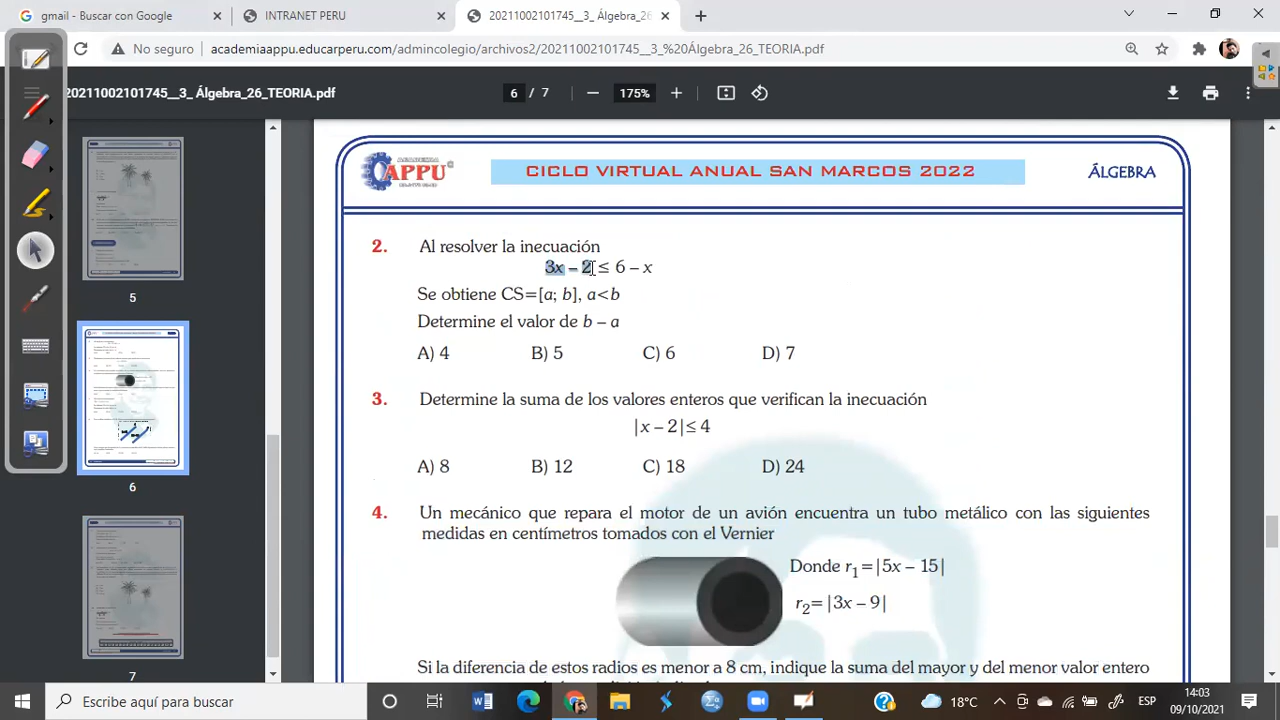 gmail - Buscar con Google
INTRANET PERU
20211002101745__3_ Álgebra_26
No seguro
academiaappu.educarperu.com/admincolegio/archivos2/20211002101745__3_%20Álgebra_26_TEORIA.pdf
20211002101745__3_ Álgebra_26_TEORIA.pdf
6 / 7
175%
5
6
7
ACADEMIA
APPU
CICLO VIRTUAL ANUAL SAN MARCOS 2022
ÁLGEBRA
2. Al resolver la inecuación
3x – 2 ≤ 6 – x
Se obtiene CS=[a; b], a<b
Determine el valor de b – a
A) 4 B) 5 C) 6 D) 7
3. Determine la suma de los valores enteros que verifican la inecuación
|x – 2| ≤ 4
A) 8 B) 12 C) 18 D) 24
4. Un mecánico que repara el motor de un avión encuentra un tubo metálico con las siguientes
medidas en centímetros tomados con el Vernier
Donde r1=|5x – 15|
r2= |3x – 9|
Si la diferencia de estos radios es menor a 8 cm, indique la suma del mayor y del menor valor entero
Escribe aquí para buscar
18°C
ESP
14:03
09/10/2021